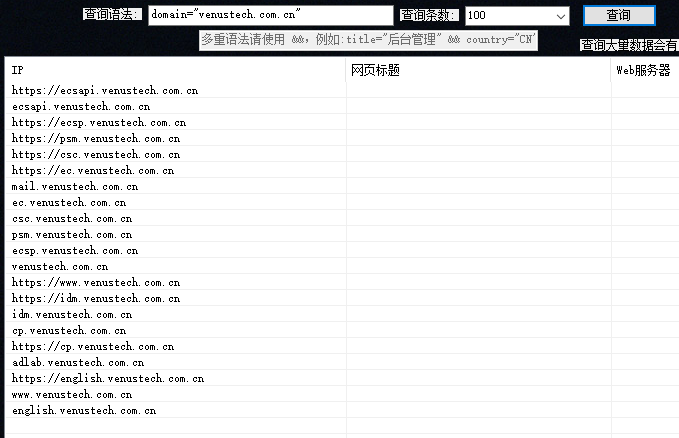 查询语法: domain="venustech.com.cn" 查询条数: 100 查询
多重语法请使用 &&，例如:title="后台管理" && country="CN"
查询大量数据会有
IP 网页标题 Web服务器
https://ecsapi.venustech.com.cn
ecsapi.venustech.com.cn
https://ecsp.venustech.com.cn
https://psm.venustech.com.cn
https://csc.venustech.com.cn
https://ec.venustech.com.cn
mail.venustech.com.cn
ec.venustech.com.cn
csc.venustech.com.cn
psm.venustech.com.cn
ecsp.venustech.com.cn
venustech.com.cn
https://www.venustech.com.cn
https://idm.venustech.com.cn
idm.venustech.com.cn
cp.venustech.com.cn
https://cp.venustech.com.cn
adlab.venustech.com.cn
https://english.venustech.com.cn
www.venustech.com.cn
english.venustech.com.cn